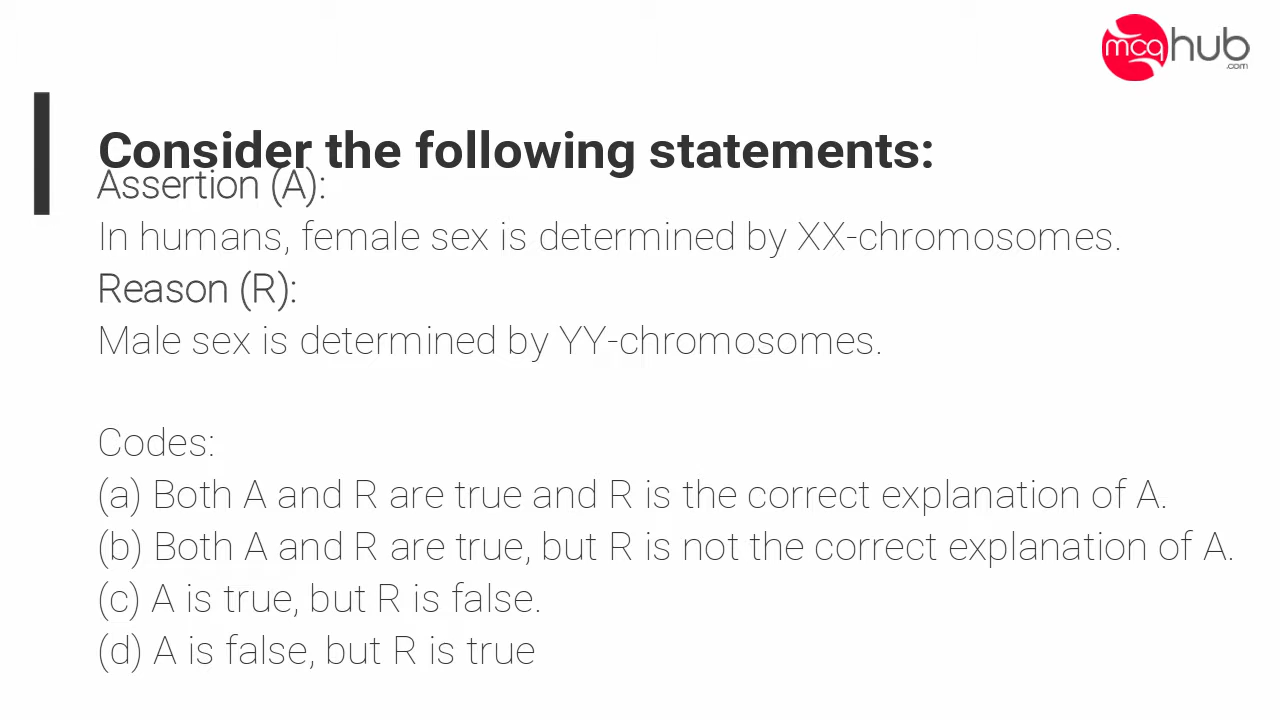 mcqhub
.com
Consider the following statements:
Assertion (A):
In humans, female sex is determined by XX-chromosomes.
Reason (R):
Male sex is determined by YY-chromosomes.
Codes:
(a) Both A and R are true and R is the correct explanation of A.
(b) Both A and R are true, but R is not the correct explanation of A.
(c) A is true, but R is false.
(d) A is false, but R is true